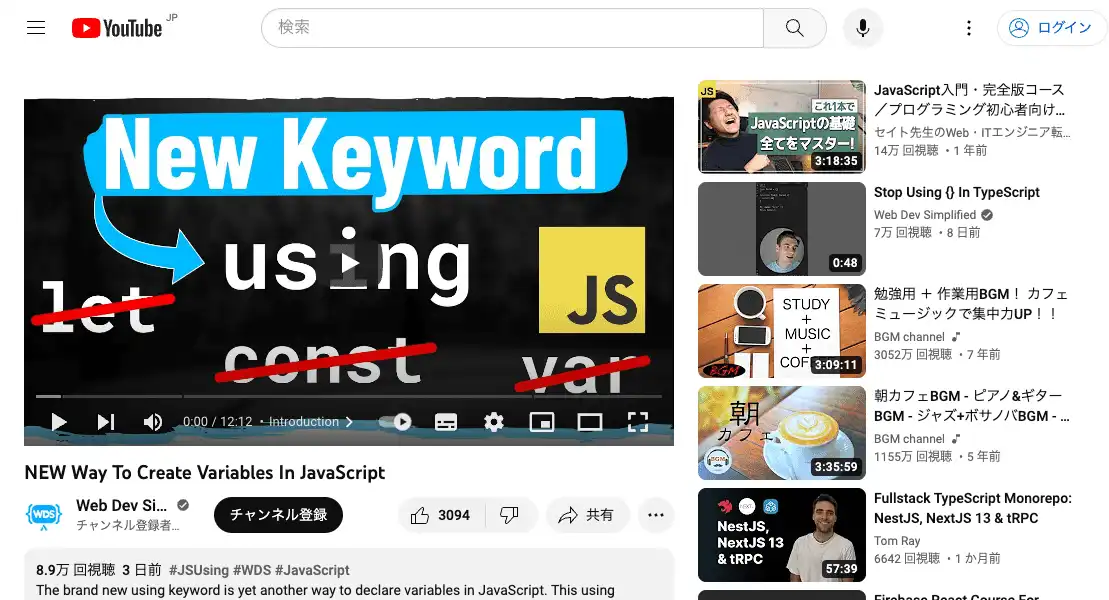 YouTube JP
検索
ログイン
New Keyword
using
let
const
var
JS
0:00 / 12:12 • Introduction
NEW Way To Create Variables In JavaScript
WDS
Web Dev Si...
チャンネル登録者...
チャンネル登録
3094
共有
8.9万 回視聴 3 日前 #JSUsing #WDS #JavaScript
The brand new using keyword is yet another way to declare variables in JavaScript. This using
JS
これ1本で
JavaScriptの基礎
全てをマスター!
3:18:35
JavaScript入門・完全版コース
／プログラミング初心者向け...
セイト先生のWeb・ITエンジニア転...
14万 回視聴 ・1 年前
0:48
Stop Using {} In TypeScript
Web Dev Simplified
7万 回視聴 ・8 日前
STUDY
+
MUSIC
+
BGM
3:09:11
勉強用 ＋ 作業用BGM！ カフェ
ミュージックで集中力UP！！
BGM channel
3052万 回視聴 ・7 年前
朝
カフェ
BGM
3:35:59
朝カフェBGM - ピアノ&ギター
BGM - ジャズ+ボサノバBGM - ...
BGM channel
1155万 回視聴 ・5 年前
NestJS,
NextJS 13
& tRPC
57:39
Fullstack TypeScript Monorepo:
NestJS, NextJS 13 & tRPC
Tom Ray
6642 回視聴 ・1 か月前